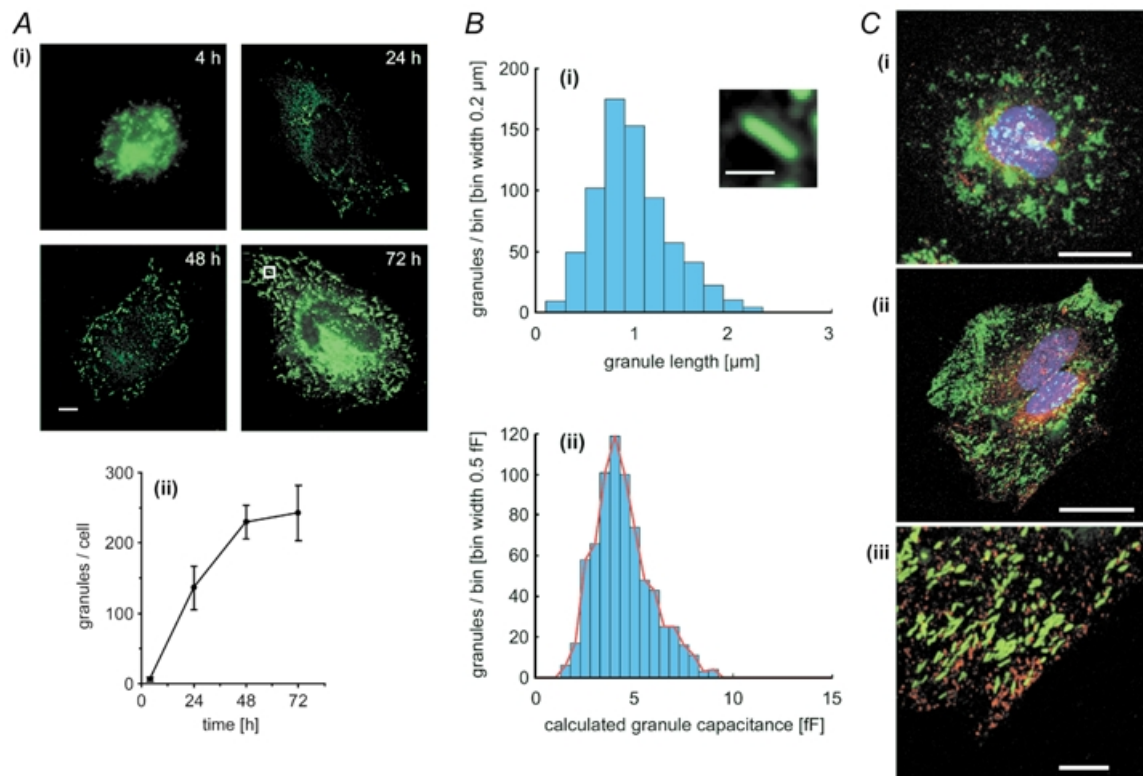 A
(i)
4 h
24 h
48 h
72 h
(ii)
granules / cell
300
200
100
0
0 24 48 72
time [h]
B
(i)
granules / bin [bin width 0.2 µm]
200
150
100
50
0
0 1 2 3
granule length [µm]
(ii)
granules / bin [bin width 0.5 fF]
120
100
80
60
40
20
0
0 5 10 15
calculated granule capacitance [fF]
C
(i
(ii
(iii